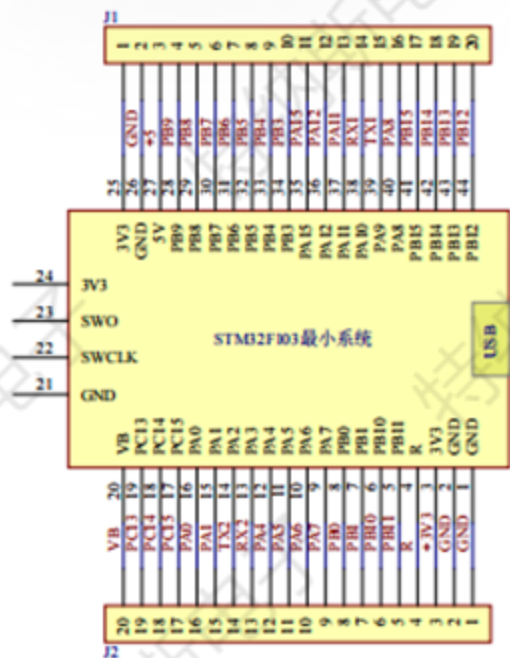 J1
1 2 3 4 5 6 7 8 9 10 11 12 13 14 15 16 17 18 19 20
GND +5 PB9 PB8 PB7 PB6 PB5 PB4 PB3 PA15 PA12 PA11 RX1 TX1 PA8 PB15 PB14 PB13 PB12
25 26 27 28 29 30 31 32 33 34 35 36 37 38 39 40 41 42 43 44
3V3 GND 5V PB9 PB8 PB7 PB6 PB5 PB4 PB3 PA15 PA12 PA11 PA10 PA9 PA8 PB15 PB14 PB13 PB12
24 3V3
23 SWO
22 SWCLK
21 GND
STM32F103最小系统
USB
VB PC13 PC14 PC15 PA0 PA1 PA2 PA3 PA4 PA5 PA6 PA7 PB0 PB1 PB10 PB11 R 3V3 GND GND
20 19 18 17 16 15 14 13 12 11 10 9 8 7 6 5 4 3 2 1
VB PC13 PC14 PC15 PA0 PA1 TX2 RX2 PA4 PA5 PA6 PA7 PB0 PB1 PB10 PB11 R +3V3 GND GND
20 19 18 17 16 15 14 13 12 11 10 9 8 7 6 5 4 3 2 1
J2